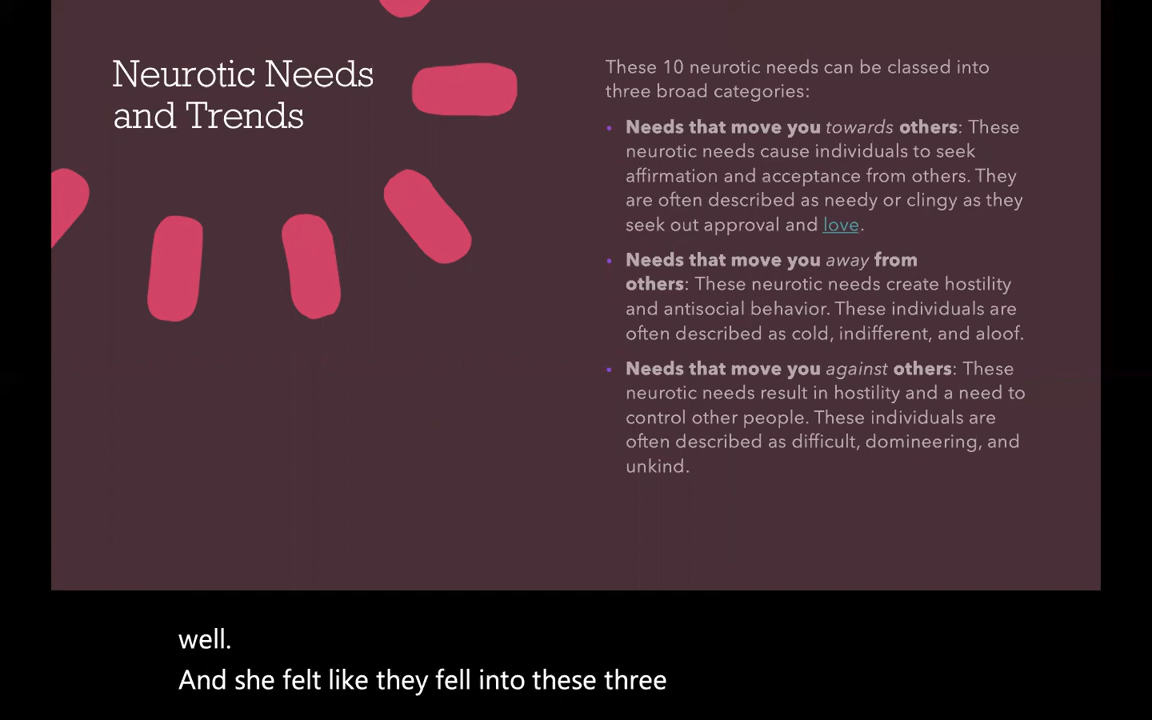 Neurotic Needs
and Trends
These 10 neurotic needs can be classed into
three broad categories:
• Needs that move you towards others: These
neurotic needs cause individuals to seek
affirmation and acceptance from others. They
are often described as needy or clingy as they
seek out approval and love.
• Needs that move you away from
others: These neurotic needs create hostility
and antisocial behavior. These individuals are
often described as cold, indifferent, and aloof.
• Needs that move you against others: These
neurotic needs result in hostility and a need to
control other people. These individuals are
often described as difficult, domineering, and
unkind.
well.
And she felt like they fell into these three